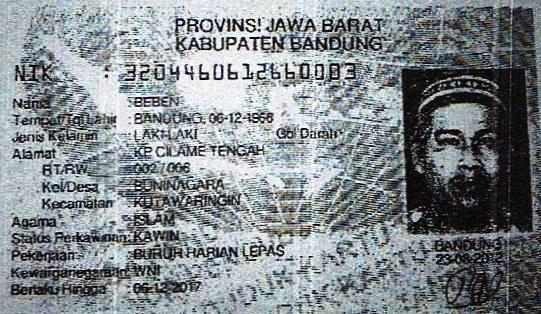 PROVINSI JAWA BARAT
KABUPATEN BANDUNG
NIK : 3204460612660003
Nama : BEBEN
Tempat/Tgl Lahir : BANDUNG, 06-12-1966
Jenis Kelamin : LAKI-LAKI Gol Darah
Alamat : KP CILAME TENGAH
RT/RW : 002 / 006
Kel/Desa : BUNINAGARA
Kecamatan : KUTAWARINGIN
Agama : ISLAM
Status Perkawinan: KAWIN
Pekerjaan : BURUH HARIAN LEPAS
Kewarganegaraan: WNI
Berlaku Hingga : 06-12-2017
BANDUNG
23-08-2012